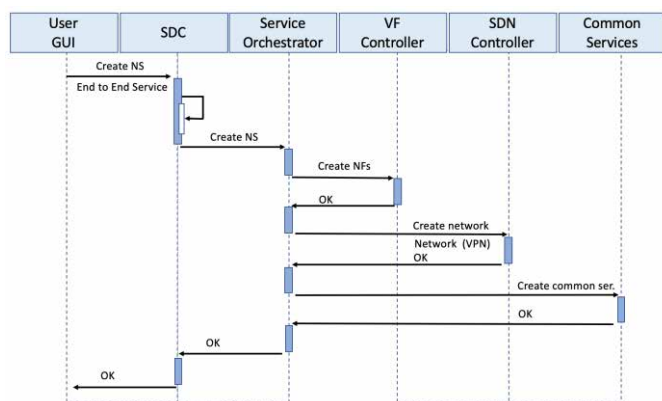 User
GUI
SDC
Service
Orchestrator
VF
Controller
SDN
Controller
Common
Services
Create NS
End to End Service
Create NS
Create NFs
OK
Create network
Network (VPN)
OK
Create common ser.
OK
OK
OK